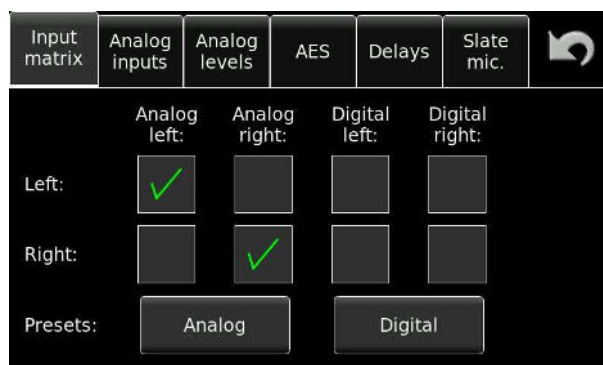 Input matrix
Analog inputs
Analog levels
AES
Delays
Slate mic.
Analog left:
Analog right:
Digital left:
Digital right:
Left:
Right:
Presets:
Analog
Digital